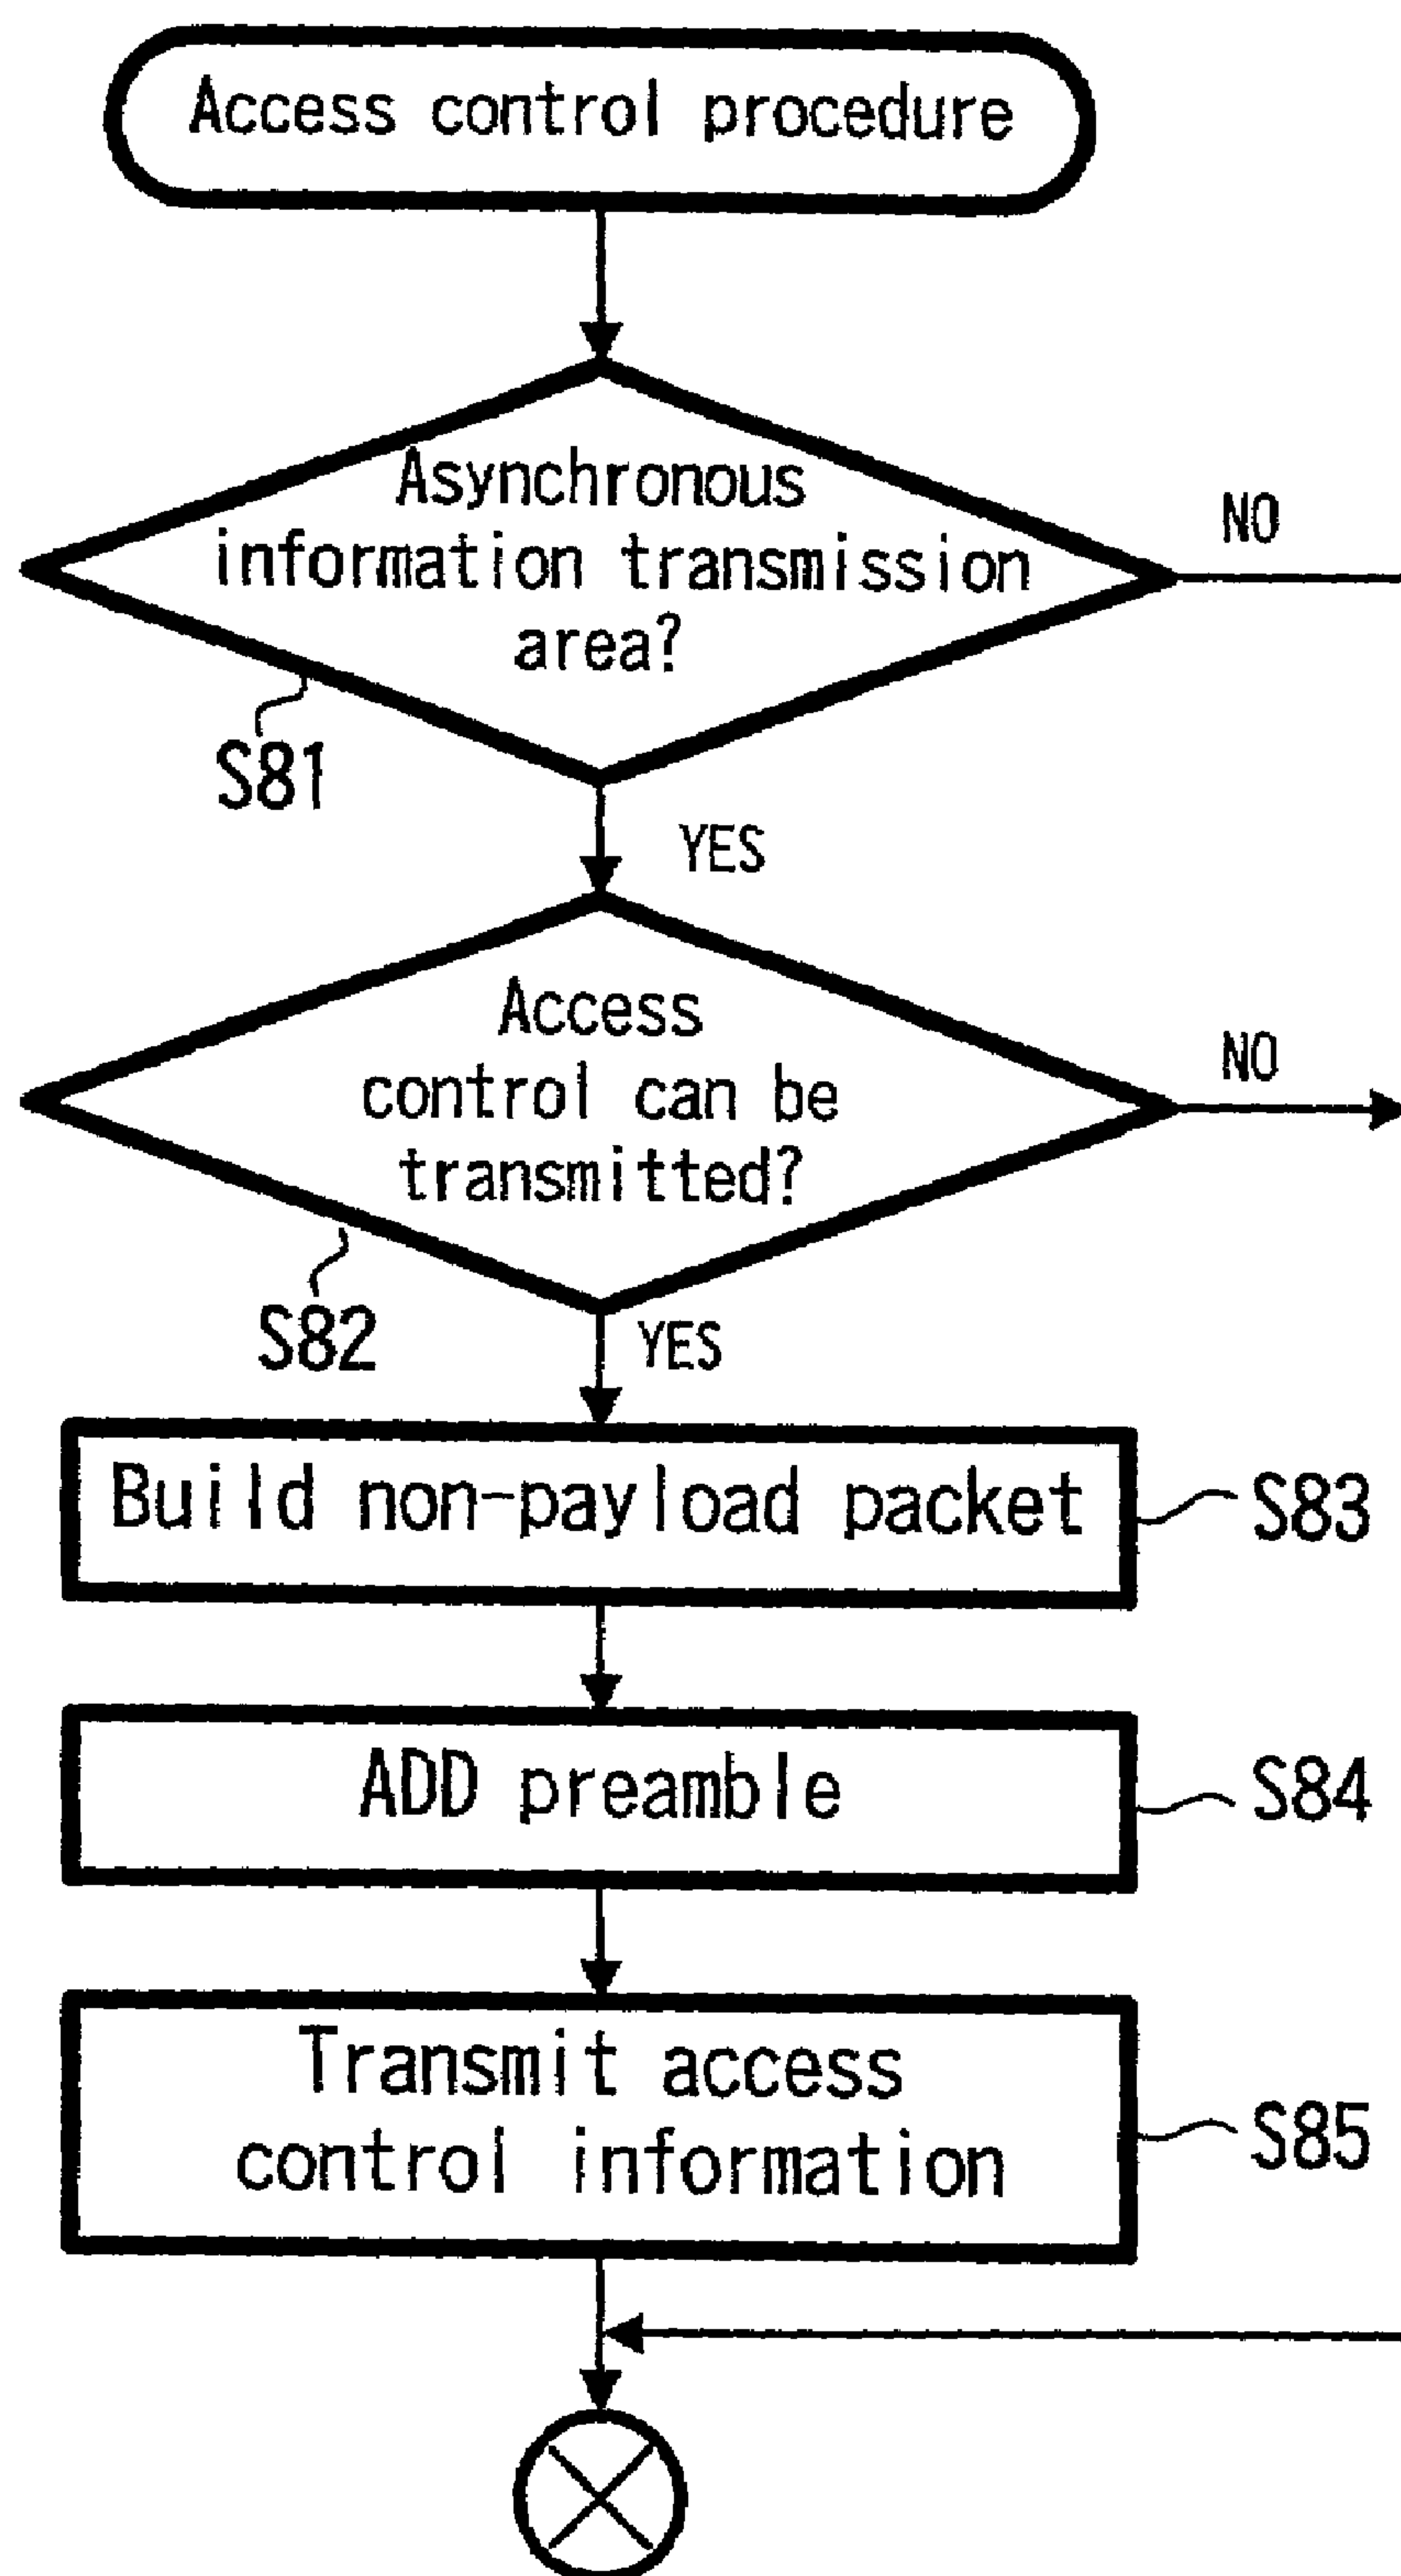 Access control procedure
Asynchronous
information transmission
area?
NO
S81
YES
Access
control can be
transmitted?
NO
S82
YES
Build non-payload packet
S83
ADD preamble
S84
Transmit access
control information
S85